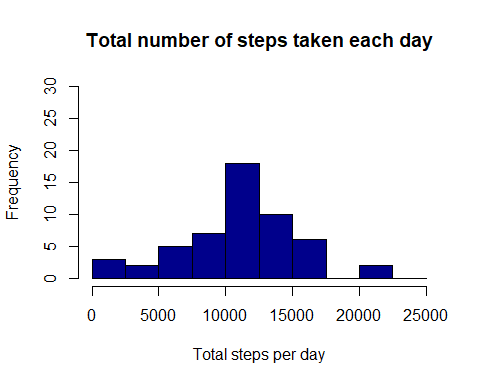 Total number of steps taken each day
Frequency
30
25
20
15
10
5
0
0 5000 10000 15000 20000 25000
Total steps per day